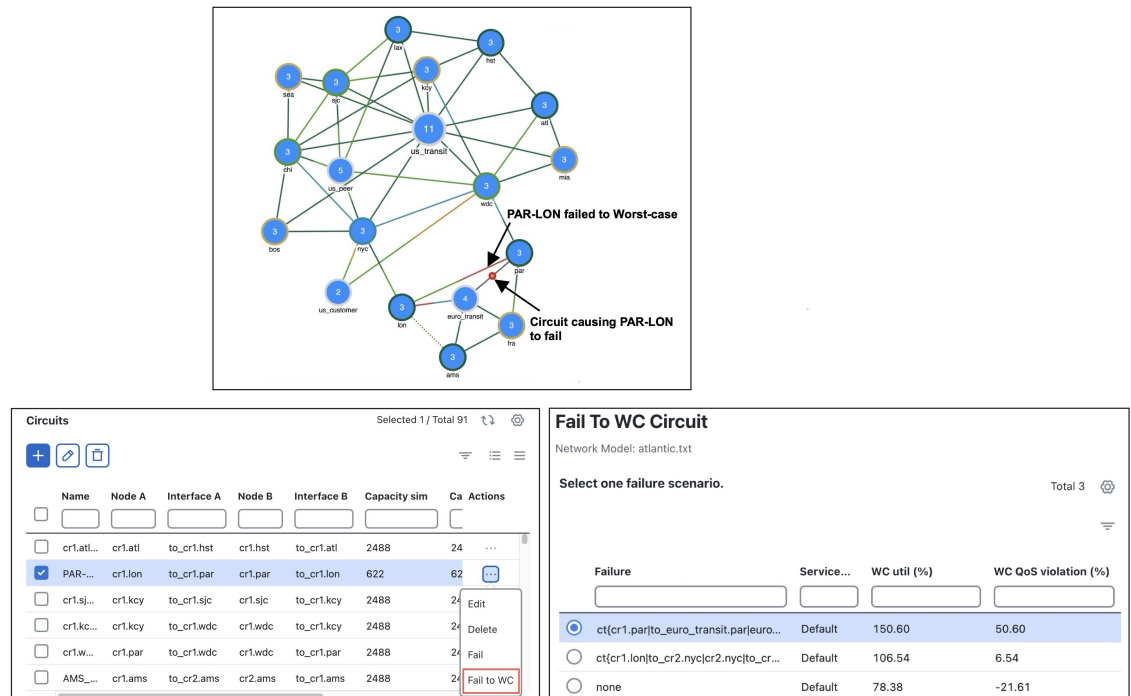 3
lax
3
hst
3
kcy
3
sea
3
sjc
3
atl
11
us_transit
3
chi
3
mia
5
us_peer
3
wdc
PAR-LON failed to Worst-case
3
bos
3
nyc
3
par
2
us_customer
4
euro_transit
3
lon
Circuit causing PAR-LON
to fail
3
fra
3
ams
Circuits
Selected 1 / Total 91
Name Node A Interface A Node B Interface B Capacity sim Ca Actions
cr1.atl... cr1.atl to_cr1.hst cr1.hst to_cr1.atl 2488 24 ...
PAR-... cr1.lon to_cr1.par cr1.par to_cr1.lon 622 62 ...
cr1.sj... cr1.kcy to_cr1.sjc cr1.sjc to_cr1.kcy 2488 24
cr1.kc... cr1.kcy to_cr1.wdc cr1.wdc to_cr1.kcy 2488 24
cr1.w... cr1.par to_cr1.wdc cr1.wdc to_cr1.par 2488 24
AMS_... cr1.ams to_cr2.ams cr2.ams to_cr1.ams 2488 24
Edit
Delete
Fail
Fail to WC
Fail To WC Circuit
Network Model: atlantic.txt
Select one failure scenario.
Total 3
Failure Service... WC util (%) WC QoS violation (%)
ct{cr1.par|to_euro_transit.par|euro... Default 150.60 50.60
ct{cr1.lon|to_cr2.nyc|cr2.nyc|to_cr... Default 106.54 6.54
none Default 78.38 -21.61